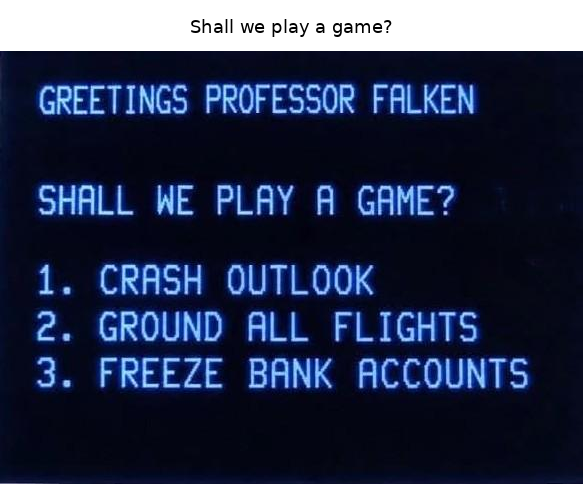 Shall we play a game?
GREETINGS PROFESSOR FALKEN
SHALL WE PLAY A GAME?
1. CRASH OUTLOOK
2. GROUND ALL FLIGHTS
3. FREEZE BANK ACCOUNTS